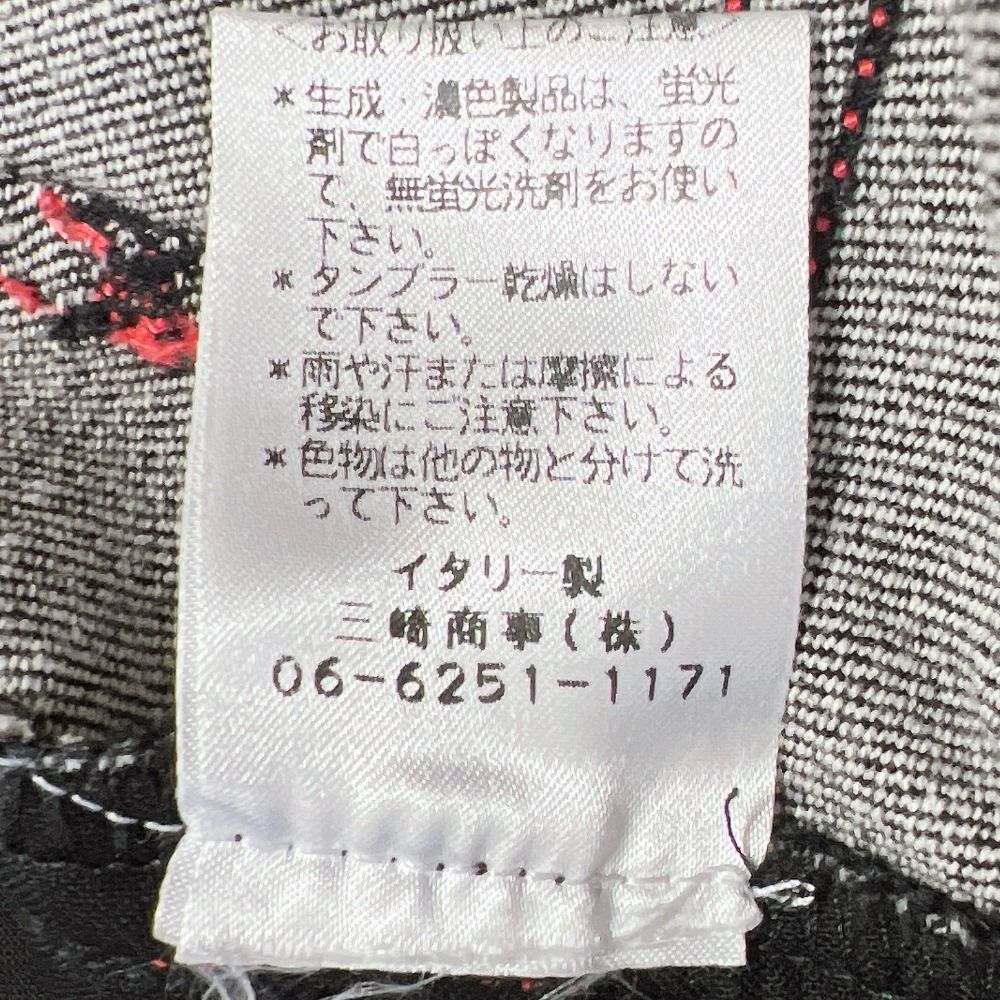 <お取り扱い上のご注意>
*生成・濃色製品は、蛍光
剤で白っぽくなりますの
で、無蛍光洗剤をお使い
下さい。
*タンブラー乾燥はしない
で下さい。
*雨や汗または摩擦による
移染にご注意下さい。
*色物は他の物と分けて洗
って下さい。
イタリー製
三崎商事(株)
06-6251-1171